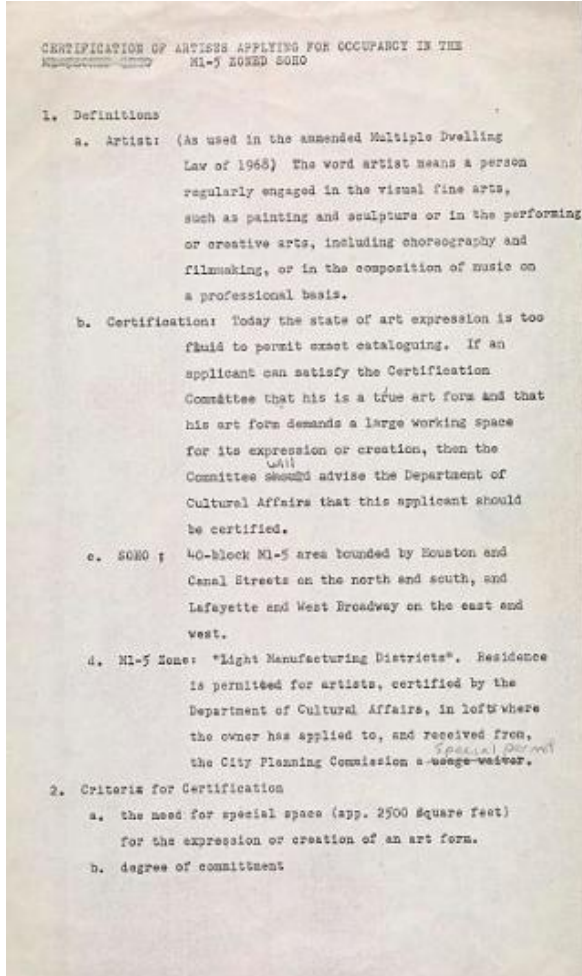 CERTIFICATION OF ARTISTS APPLYING FOR OCCUPANCY IN THE
M1-5 ZONED SOHO
1. Definitions
a. Artist: (As used in the ammended Multiple Dwelling
Law of 1968) The word artist means a person
regularly engaged in the visual fine arts,
such as painting and sculpture or in the performing
or creative arts, including choreography and
filmmaking, or in the composition of music on
a professional basis.
b. Certification: Today the state of art expression is too
fluid to permit exact cataloguing. If an
applicant can satisfy the Certification
Committee that his is a true art form and that
his art form demands a large working space
for its expression or creation, then the
will
Committee should advise the Department of
Cultural Affairs that this applicant should
be certified.
c. SOHO : 40-block M1-5 area bounded by Houston and
Canal Streets on the north and south, and
Lafayette and West Broadway on the east and
west.
d. M1-5 Zone: "Light Manufacturing Districts". Residence
is permitted for artists, certified by the
Department of Cultural Affairs, in lofts where
the owner has applied to, and received from,
Special permit
the City Planning Commission a usage waiver.
2. Criteria for Certification
a. the need for special space (app. 2500 square feet)
for the expression or creation of an art form.
b. degree of committment